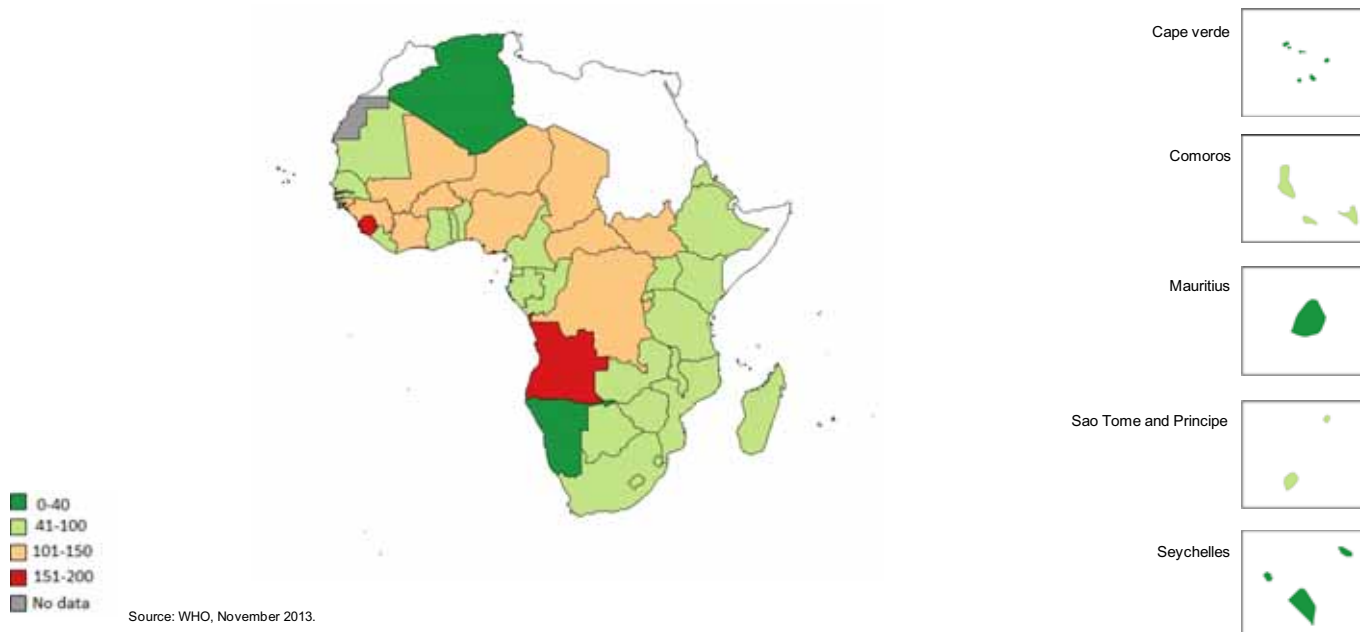 Cape verde
Comoros
Mauritius
Sao Tome and Principe
Seychelles
0-40
41-100
101-150
151-200
No data
Source: WHO, November 2013.